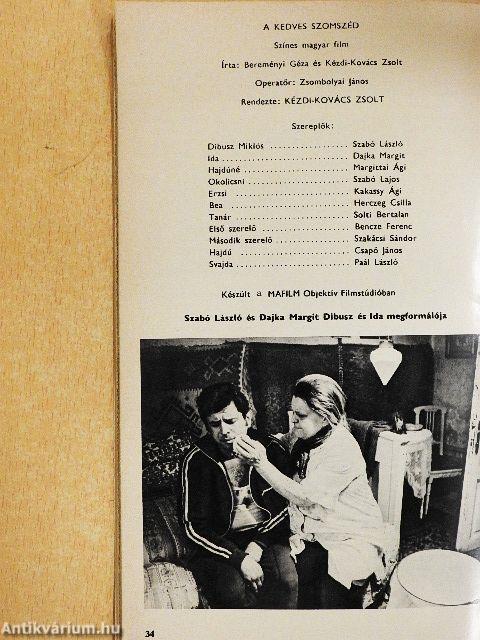 A KEDVES SZOMSZÉD
Színes magyar film
Írta: Bereményi Géza és Kézdi-Kovács Zsolt
Operatőr: Zsombolyai János
Rendezte: KÉZDI-KOVÁCS ZSOLT
Szereplők:
Dibusz Miklós .................. Szabó László
Ida ............................ Dajka Margit
Hajdúné ........................ Margittai Ági
Okolicsni ...................... Szabó Lajos
Erzsi .......................... Kakassy Ági
Bea ............................ Herczeg Csilla
Tanár .......................... Solti Bertalan
Első szerelő ................... Bencze Ferenc
Második szerelő ................ Szakácsi Sándor
Hajdú .......................... Csapó János
Svajda ......................... Paál László
Készült a MAFILM Objektív Filmstúdióban
Szabó László és Dajka Margit Dibusz és Ida megformálója
34
Antikvárium.hu